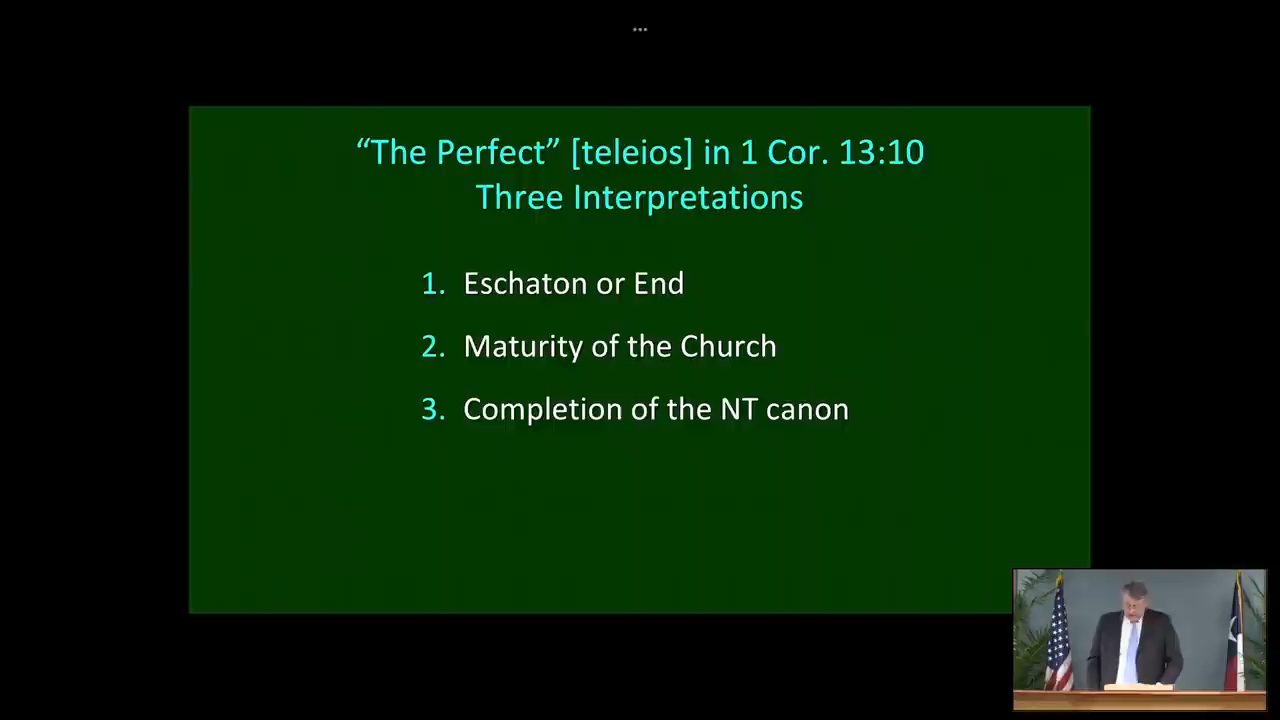 “The Perfect” [teleios] in 1 Cor. 13:10
Three Interpretations
1. Eschaton or End
2. Maturity of the Church
3. Completion of the NT canon